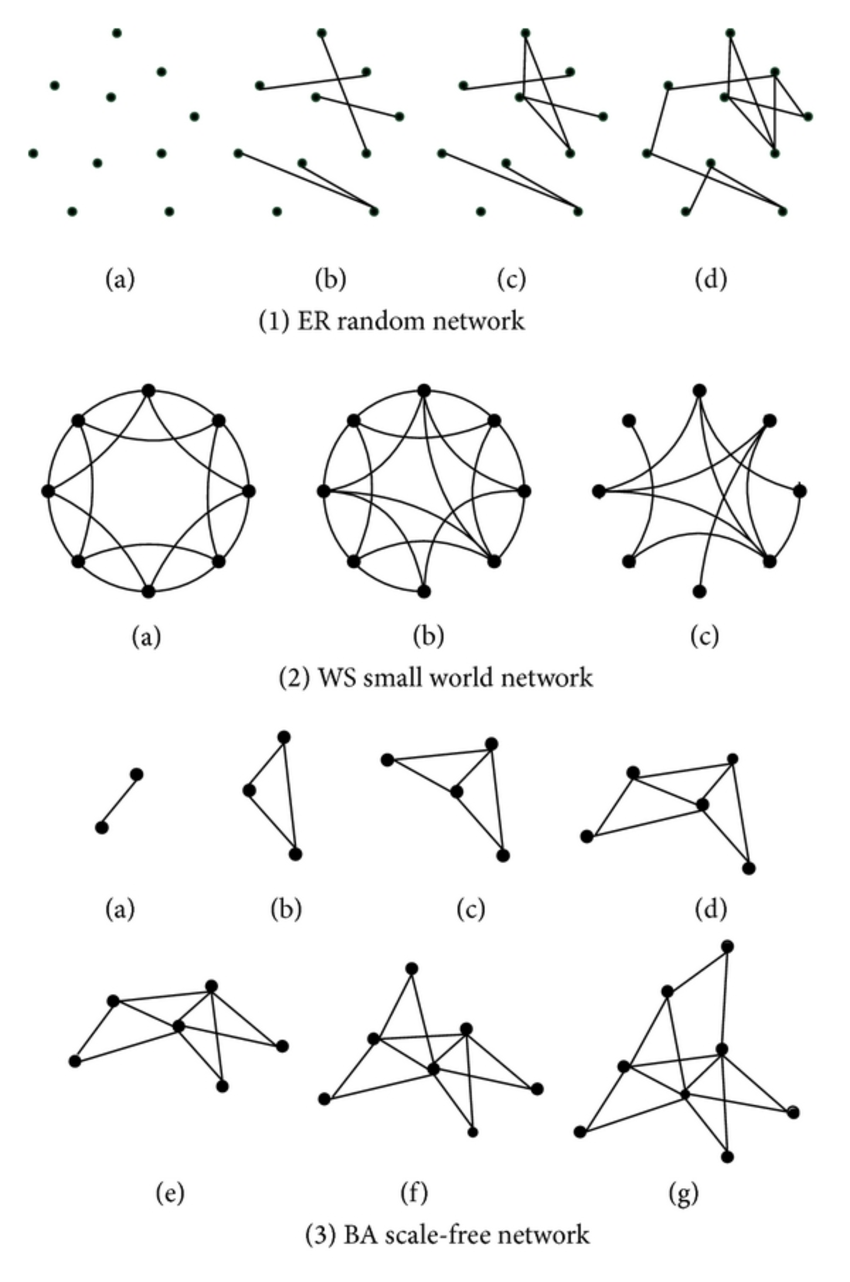 (a) (b) (c) (d)
(1) ER random network
(a) (b) (c)
(2) WS small world network
(a) (b) (c) (d)
(e) (f) (g)
(3) BA scale-free network